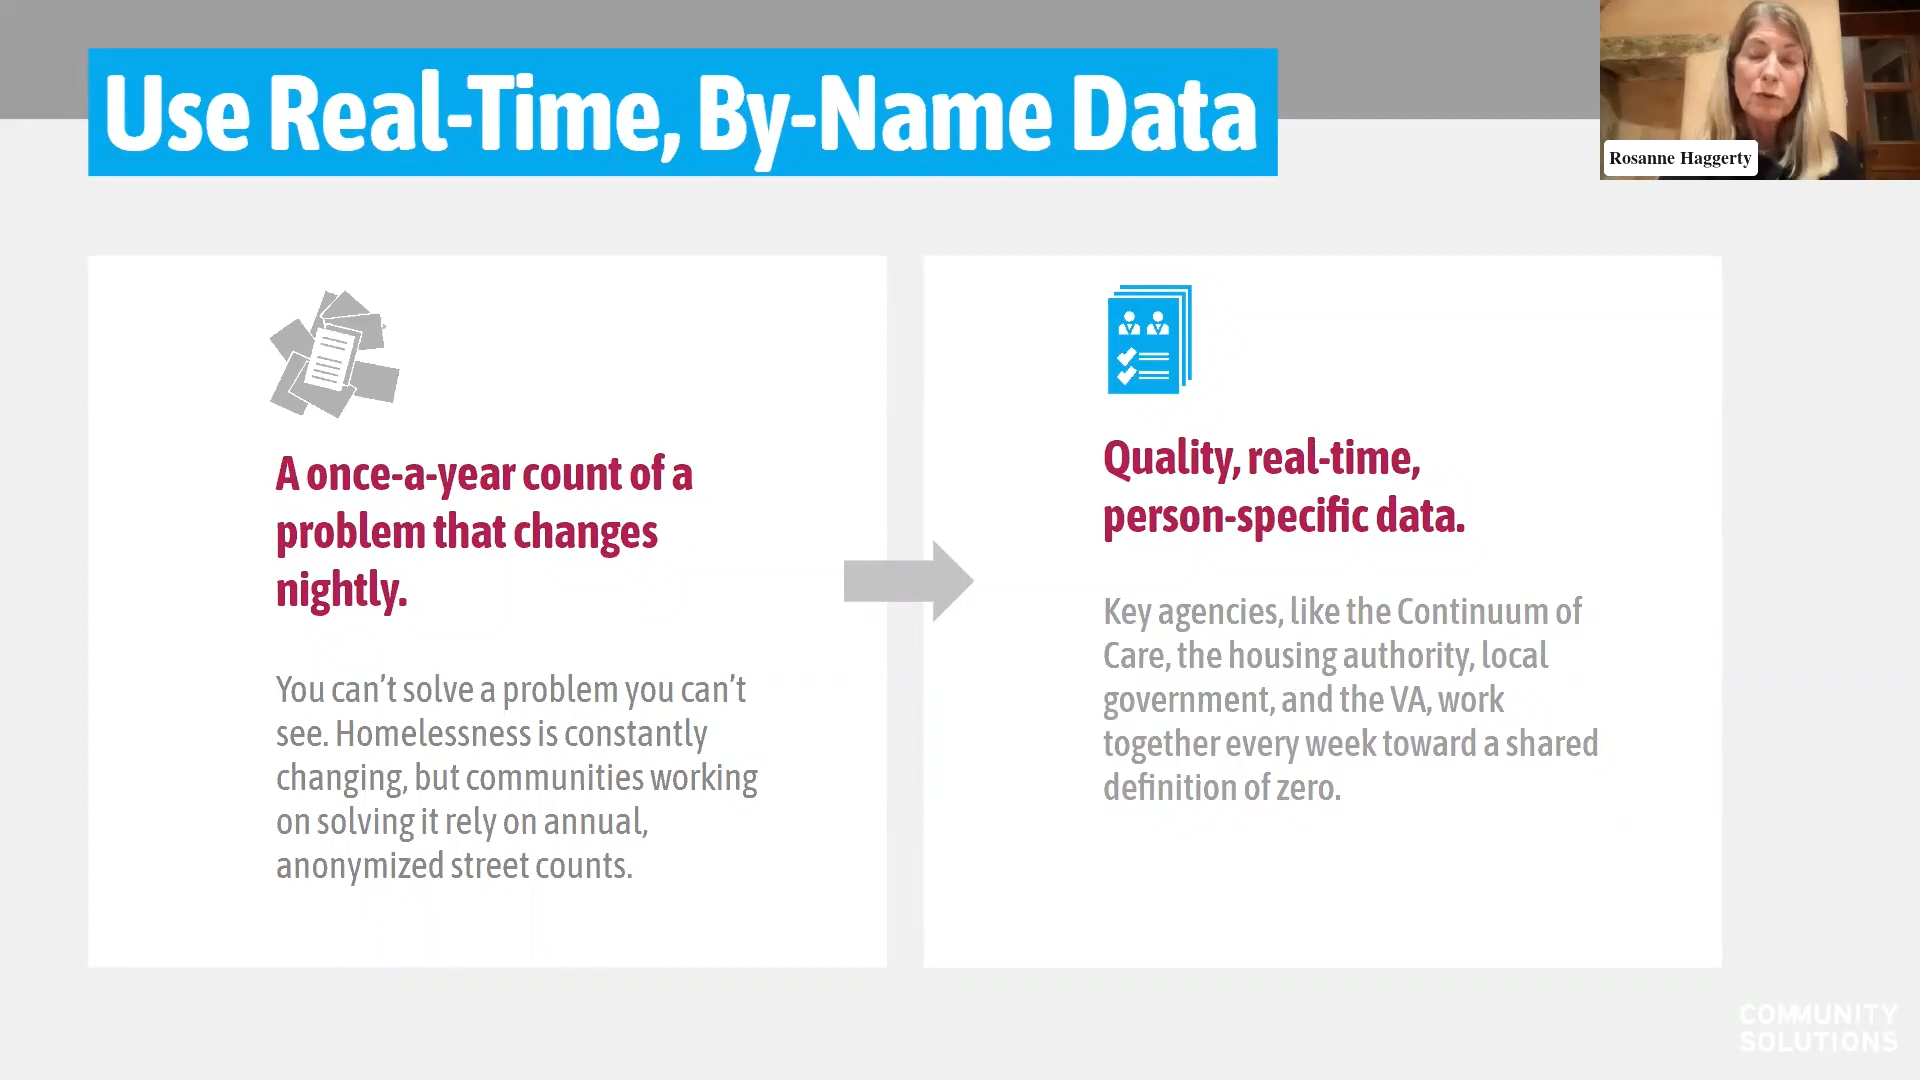 Use Real-Time, By-Name Data
Rosanne Haggerty
A once-a-year count of a
problem that changes
nightly.
You can’t solve a problem you can’t
see. Homelessness is constantly
changing, but communities working
on solving it rely on annual,
anonymized street counts.
Quality, real-time,
person-specific data.
Key agencies, like the Continuum of
Care, the housing authority, local
government, and the VA, work
together every week toward a shared
definition of zero.
COMMUNITY
SOLUTIONS